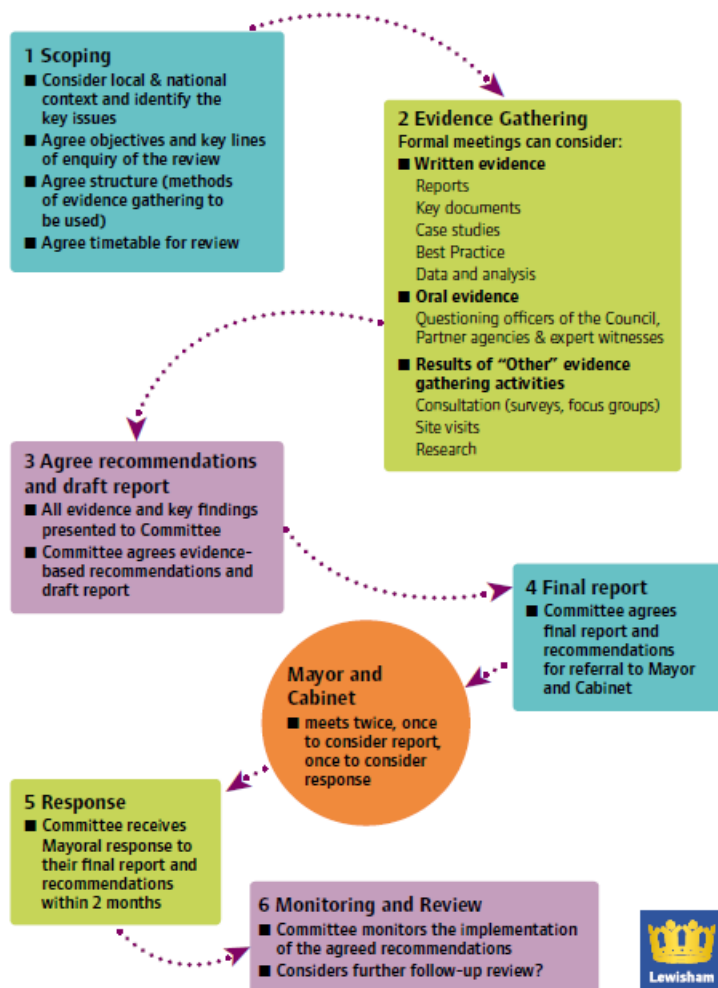 1 Scoping
■ Consider local & national
context and identify the
key issues
■ Agree objectives and key lines
of enquiry of the review
■ Agree structure (methods
of evidence gathering to
be used)
■ Agree timetable for review
2 Evidence Gathering
Formal meetings can consider:
■ Written evidence
Reports
Key documents
Case studies
Best Practice
Data and analysis
■ Oral evidence
Questioning officers of the Council,
Partner agencies & expert witnesses
■ Results of “Other” evidence
gathering activities
Consultation (surveys, focus groups)
Site visits
Research
3 Agree recommendations
and draft report
■ All evidence and key findings
presented to Committee
■ Committee agrees evidence-
based recommendations and
draft report
4 Final report
■ Committee agrees
final report and
recommendations
for referral to Mayor
and Cabinet
Mayor and
Cabinet
■ meets twice, once
to consider report,
once to consider
response
5 Response
■ Committee receives
Mayoral response to
their final report and
recommendations
within 2 months
6 Monitoring and Review
■ Committee monitors the implementation
of the agreed recommendations
■ Considers further follow-up review?
Lewisham